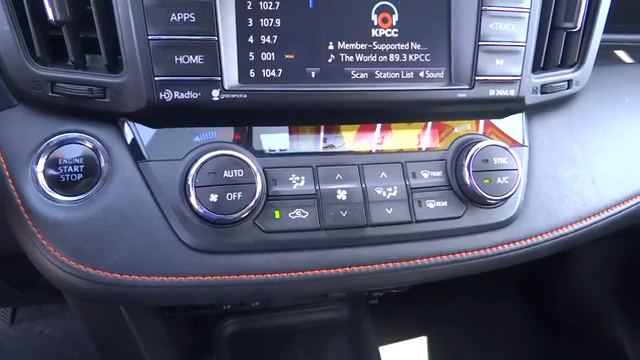 APPS
HOME
2 102.7
3 107.9
4 94.7
5 001
6 104.7
KPCC
Member-Supported Ne...
The World on 89.3 KPCC
Scan Station List Sound
<TRACK
HD Radio
gracenote
ENGINE
START
STOP
AUTO
OFF
FRONT
REAR
SYNC
A/C